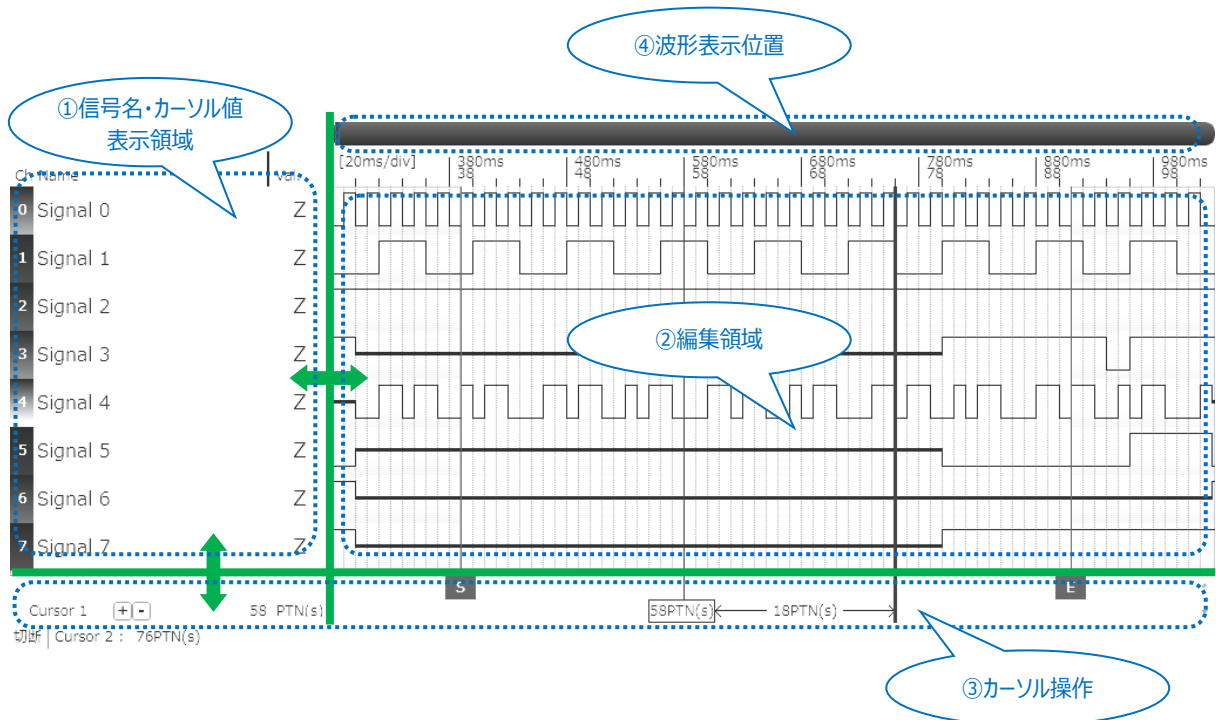 ④波形表示位置
①信号名・カーソル値
表示領域
[20ms/div] 380ms 480ms 580ms 680ms 780ms 880ms 980ms
38 48 58 68 78 88 98
Ch Name Val.
0 Signal 0 Z
1 Signal 1 Z
2 Signal 2 Z
②編集領域
3 Signal 3 Z
4 Signal 4 Z
5 Signal 5 Z
6 Signal 6 Z
7 Signal 7 Z
S E
Cursor 1 + - 58 PTN(s) 58PTN(s) 18PTN(s)
切断 Cursor 2 : 76PTN(s)
③カーソル操作